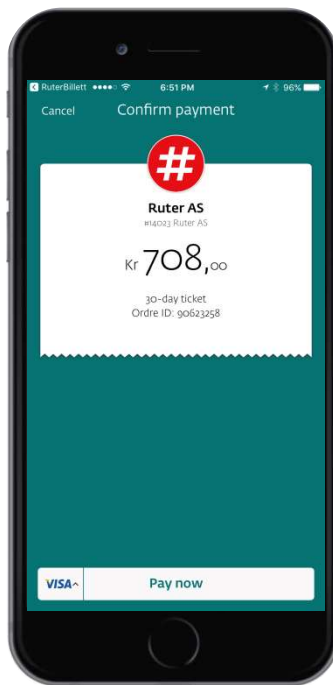 RuterBillett 6:51 PM 96%
Cancel Confirm payment
#
Ruter AS
#14023 Ruter AS
Kr 708,00
30-day ticket
Ordre ID: 90623258
VISA Pay now